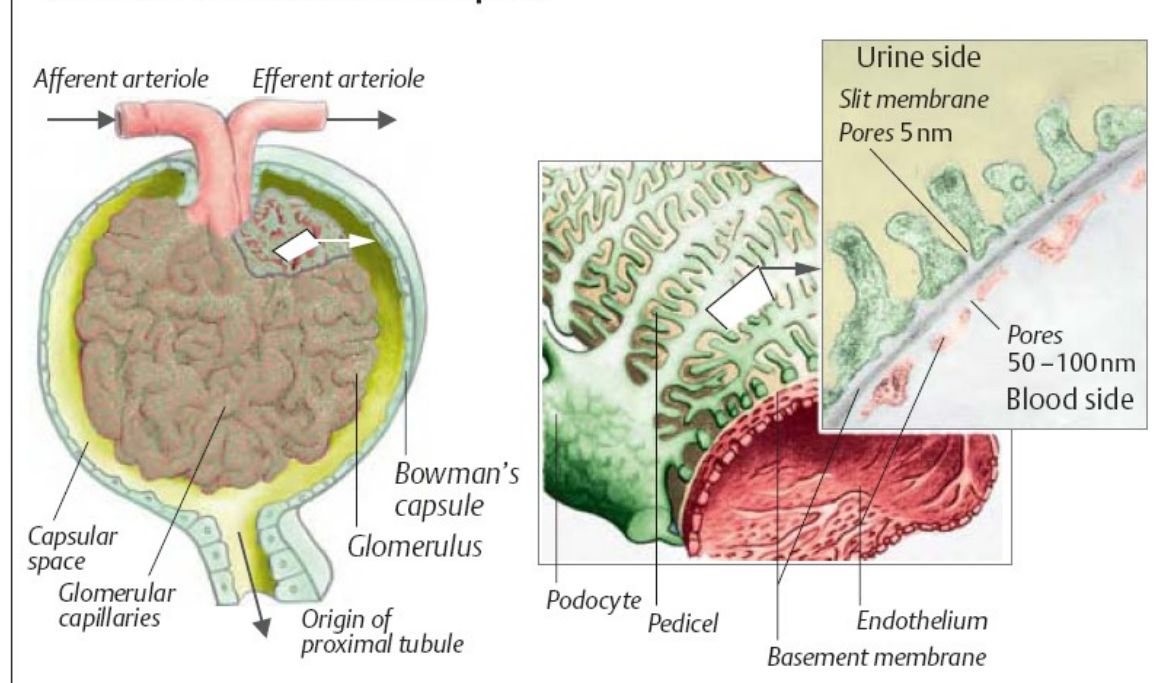 Afferent arteriole
Efferent arteriole
Capsular
space
Glomerular
capillaries
Origin of
proximal tubule
Bowman's
capsule
Glomerulus
Podocyte
Pedicel
Basement membrane
Endothelium
Urine side
Slit membrane
Pores 5 nm
Pores
50 – 100 nm
Blood side